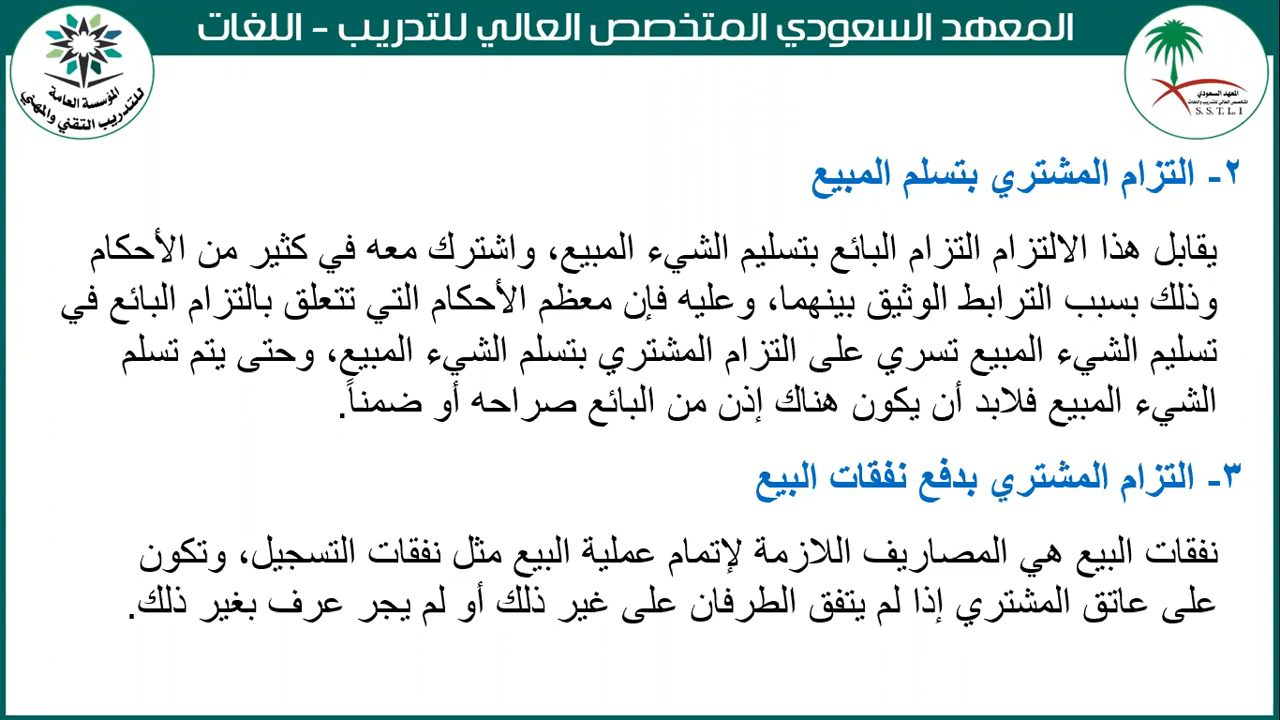 المعهد السعودي المتخصص العالي للتدريب - اللغات
المؤسسة العامة
للتدريب التقني والمهني
المعهد السعودي
المتخصص العالي للتدريب واللغات
S.S.T.L.I
٢- التزام المشتري بتسلم المبيع
يقابل هذا الالتزام التزام البائع بتسليم الشيء المبيع، واشترك معه في كثير من الأحكام
وذلك بسبب الترابط الوثيق بينهما، وعليه فإن معظم الأحكام التي تتعلق بالتزام البائع في
تسليم الشيء المبيع تسري على التزام المشتري بتسلم الشيء المبيع، وحتى يتم تسلم
الشيء المبيع فلابد أن يكون هناك إذن من البائع صراحه أو ضمناً.
٣- التزام المشتري بدفع نفقات البيع
نفقات البيع هي المصاريف اللازمة لإتمام عملية البيع مثل نفقات التسجيل، وتكون
على عاتق المشتري إذا لم يتفق الطرفان على غير ذلك أو لم يجر عرف بغير ذلك.